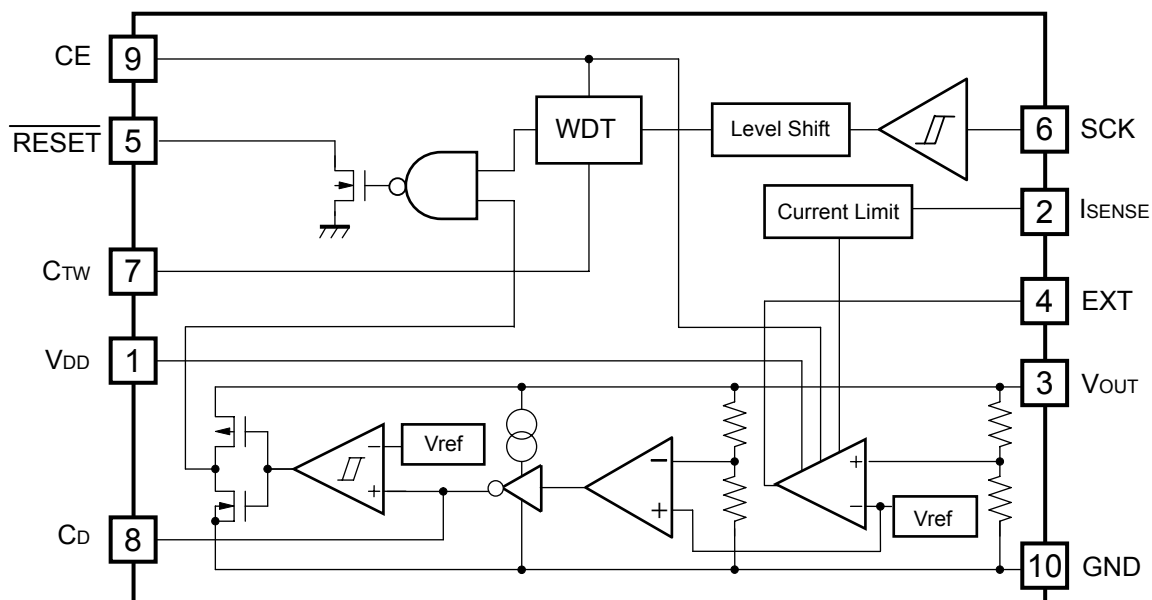 CE
9
RESET
5
WDT
Level Shift
6
SCK
Current Limit
2
ISENSE
CTW
7
4
EXT
VDD
1
3
VOUT
Vref
−
+
−
+
+
−
Vref
CD
8
10
GND